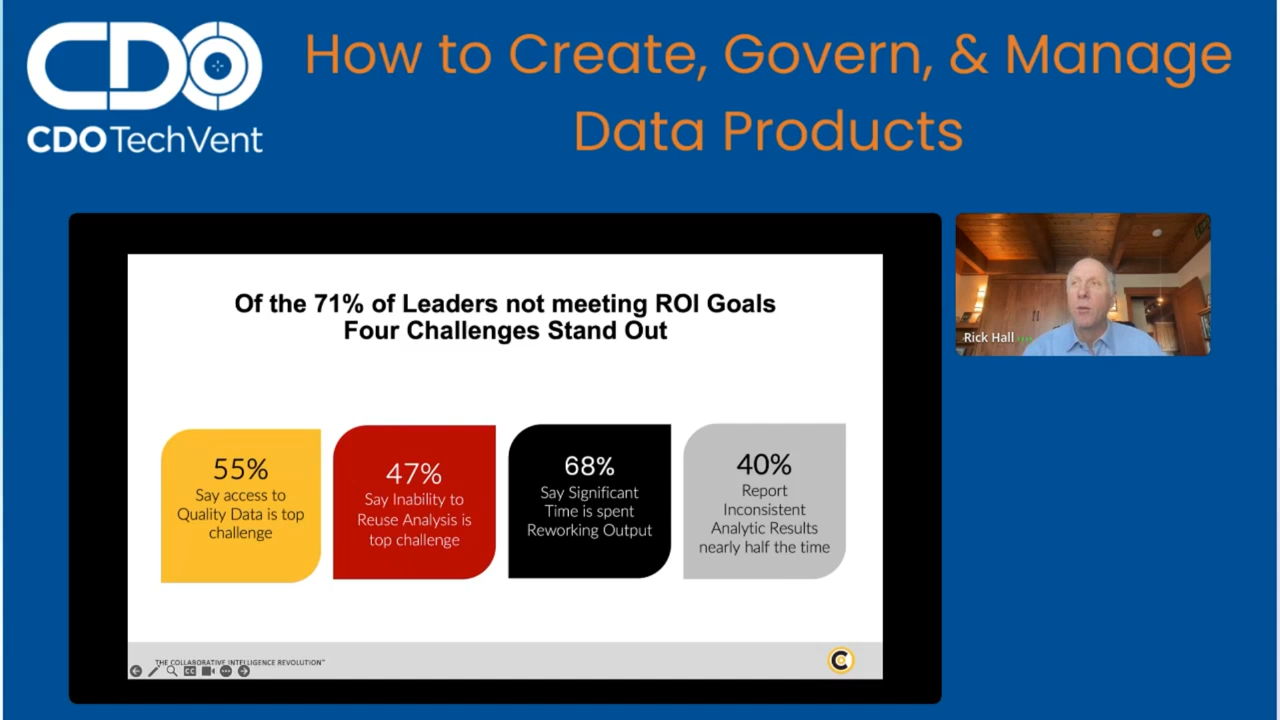 CDO
CDO TechVent
How to Create, Govern, & Manage
Data Products
Of the 71% of Leaders not meeting ROI Goals
Four Challenges Stand Out
55%
Say access to
Quality Data is top
challenge
47%
Say Inability to
Reuse Analysis is
top challenge
68%
Say Significant
Time is spent
Reworking Output
40%
Report
Inconsistent
Analytic Results
nearly half the time
Rick Hall
THE COLLABORATIVE INTELLIGENCE REVOLUTION™
CC
C